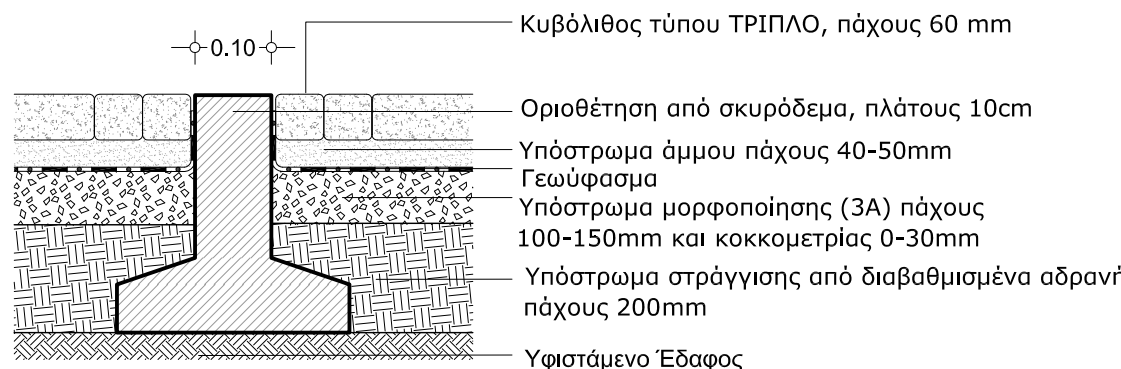 Κυβόλιθος τύπου ΤΡΙΠΛΟ, πάχους 60 mm
0.10
Οριοθέτηση από σκυρόδεμα, πλάτους 10cm
Υπόστρωμα άμμου πάχους 40-50mm
Γεωύφασμα
Υπόστρωμα μορφοποίησης (3Α) πάχους
100-150mm και κοκκομετρίας 0-30mm
Υπόστρωμα στράγγισης από διαβαθμισμένα αδρανή
πάχους 200mm
Υφιστάμενο Έδαφος